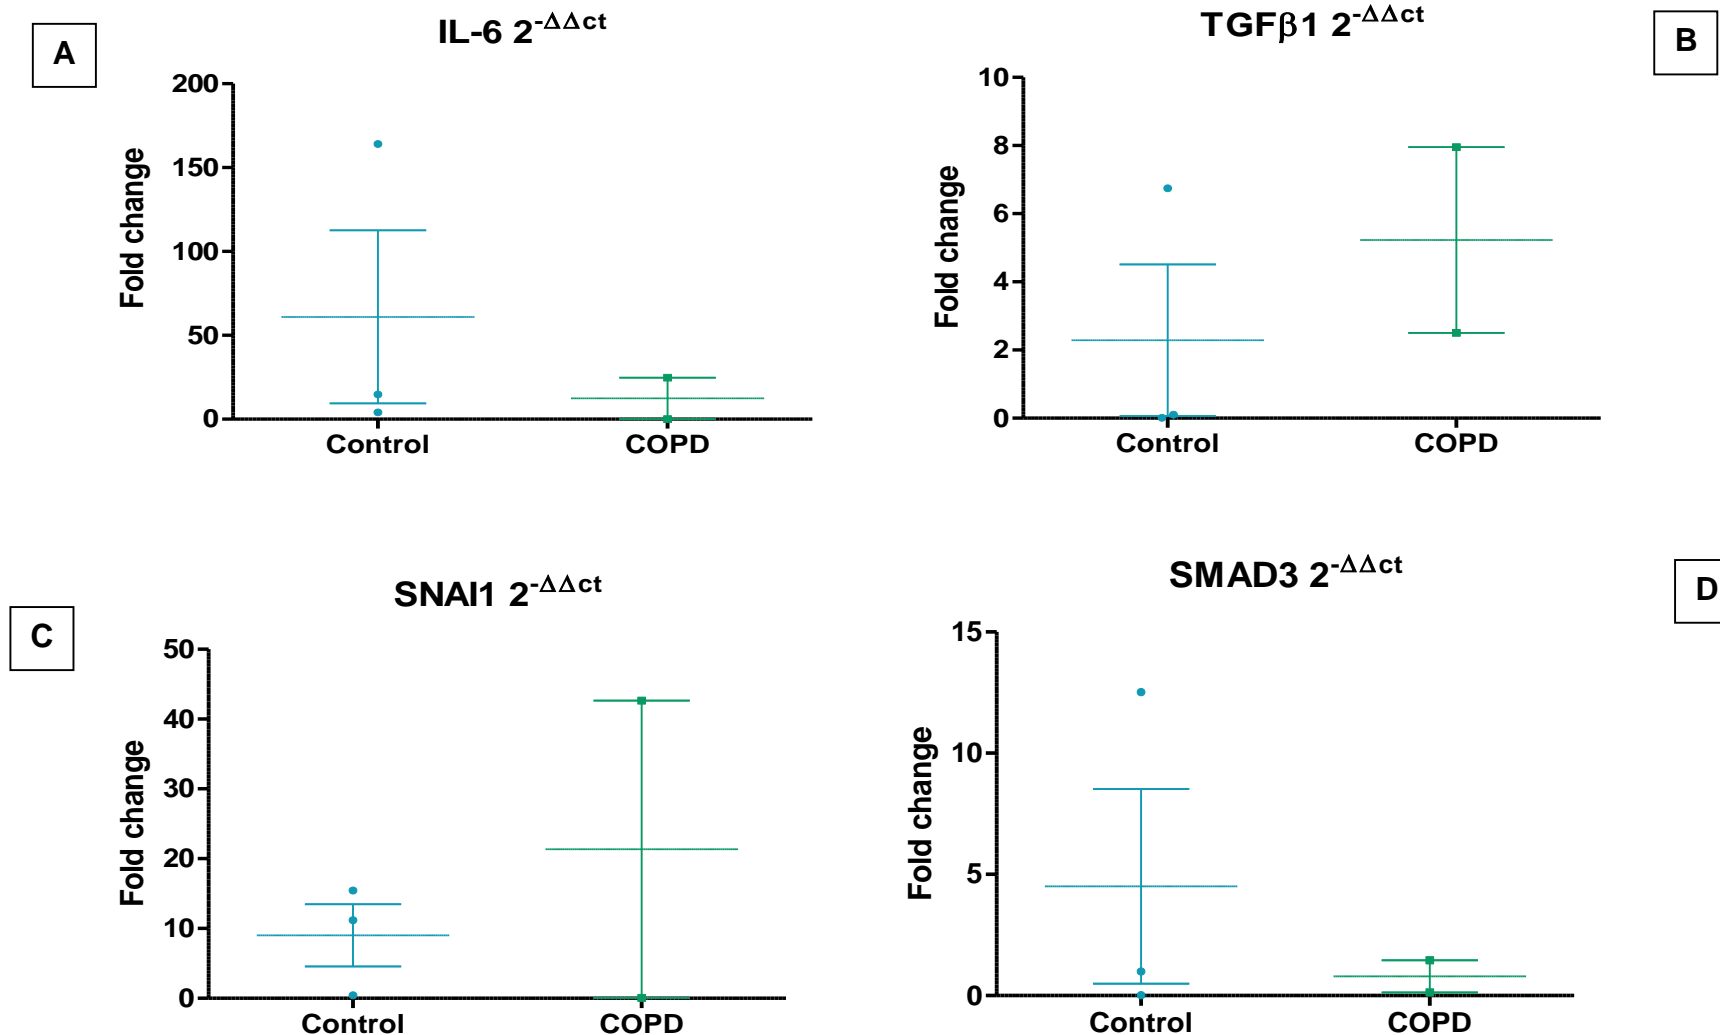 A
IL-6 2^-ΔΔct
Fold change
200
150
100
50
0
Control COPD
TGFβ1 2^-ΔΔct
B
Fold change
10
8
6
4
2
0
Control COPD
C
SNAI1 2^-ΔΔct
Fold change
50
40
30
20
10
0
Control COPD
SMAD3 2^-ΔΔct
D
Fold change
15
10
5
0
Control COPD